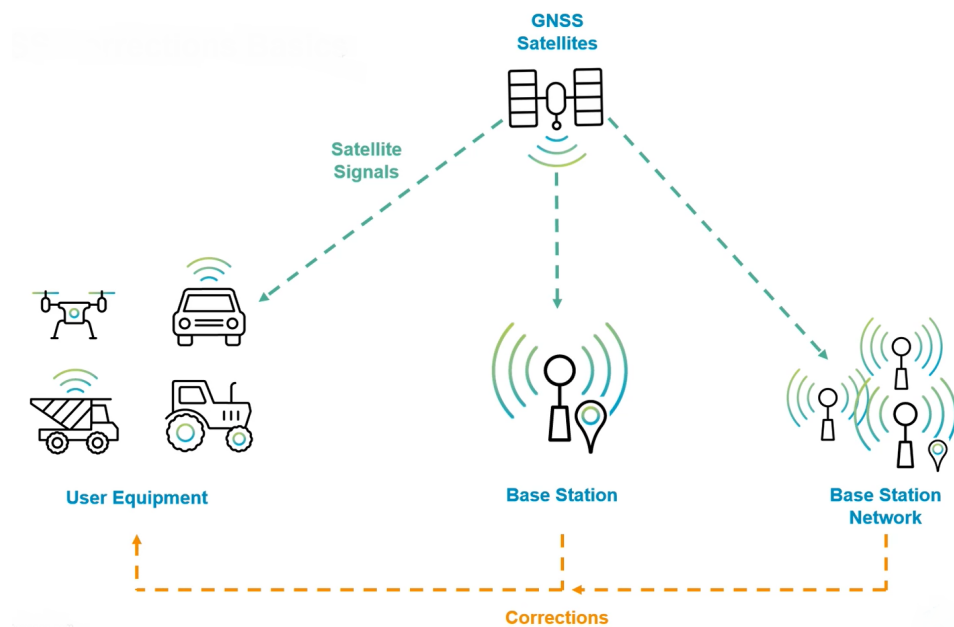 GNSS
Satellites
Satellite
Signals
User Equipment
Base Station
Base Station
Network
Corrections